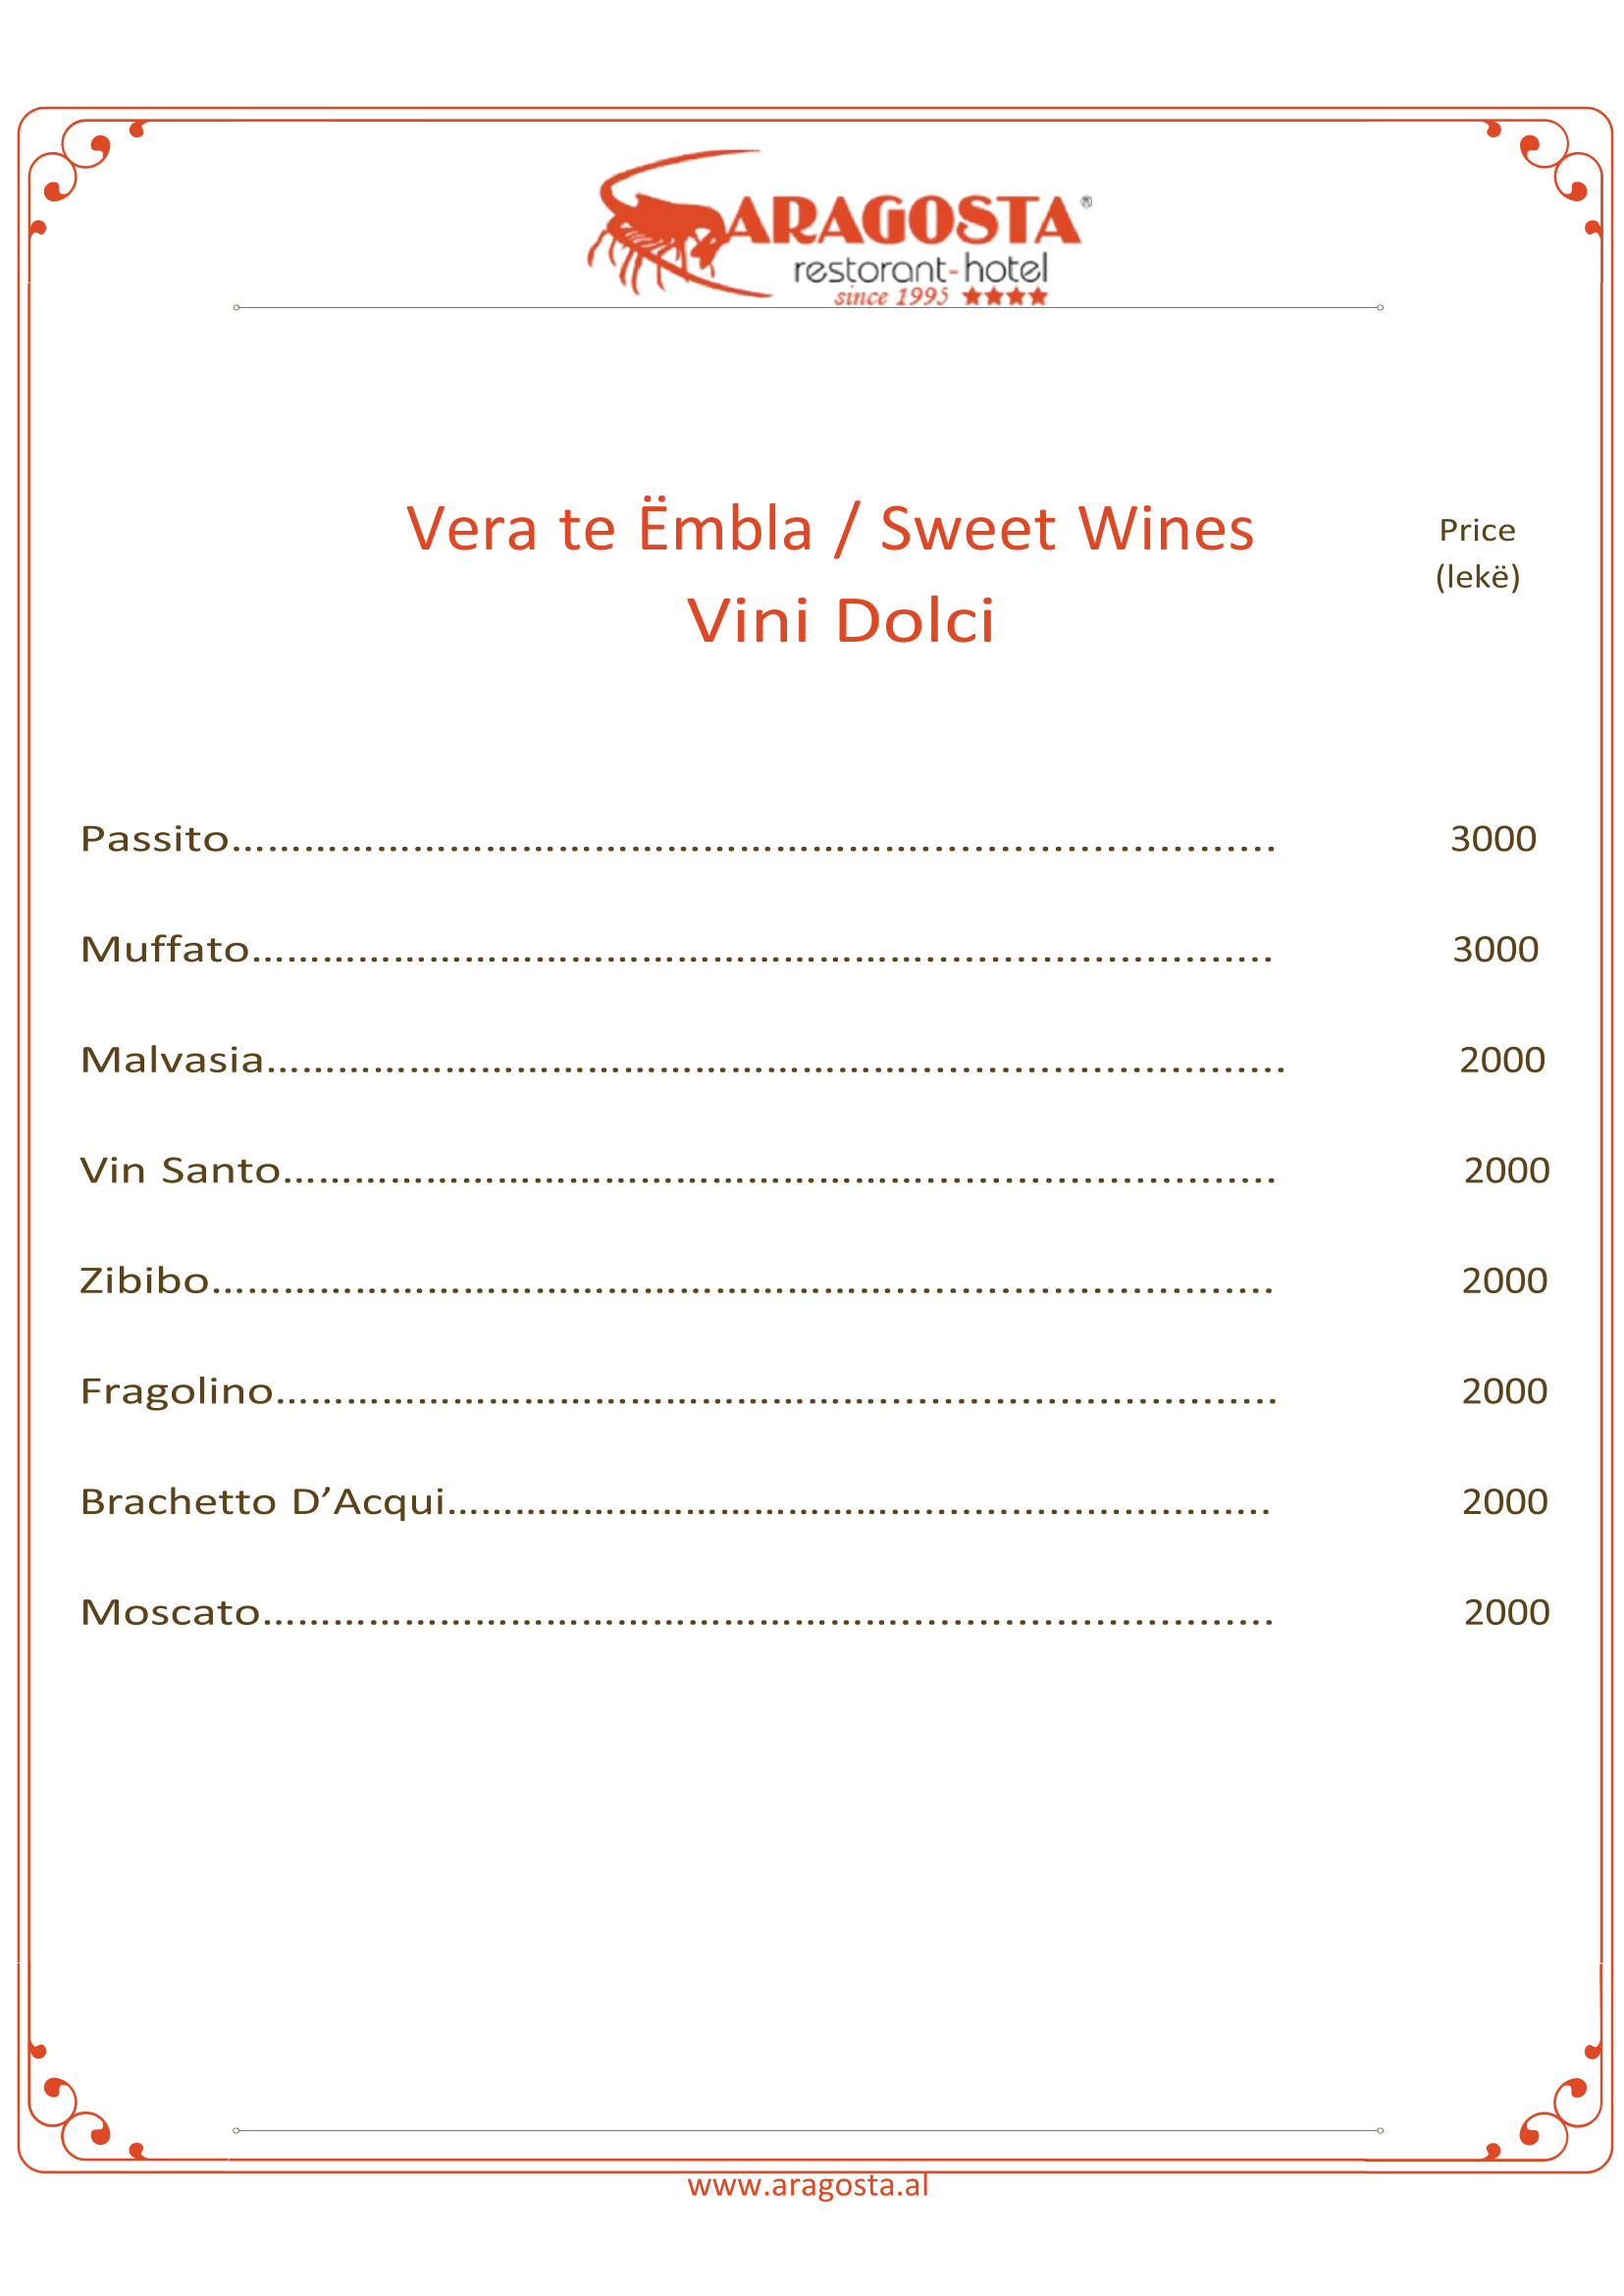 ARAGOSTA®
restorant-hotel
since 1995
Vera te Ëmbla / Sweet Wines
Vini Dolci
Price
(lekë)
Passito........................................................................................ 3000
Muffato...................................................................................... 3000
Malvasia...................................................................................... 2000
Vin Santo.................................................................................... 2000
Zibibo......................................................................................... 2000
Fragolino..................................................................................... 2000
Brachetto D’Acqui......................................................................... 2000
Moscato...................................................................................... 2000
www.aragosta.al